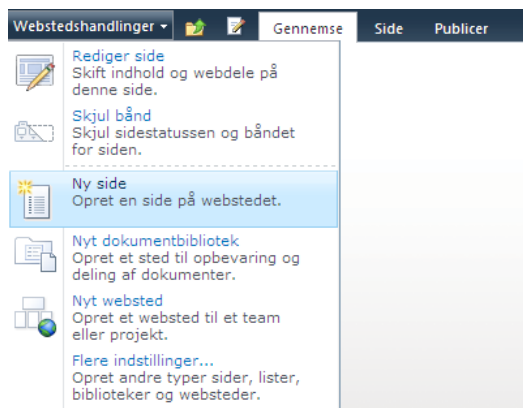 Webstedshandlinger Gennemse Side Publicer
Rediger side
Skift indhold og webdele på
denne side.
Skjul bånd
Skjul sidestatussen og båndet
for siden.
Ny side
Opret en side på webstedet.
Nyt dokumentbibliotek
Opret et sted til opbevaring og
deling af dokumenter.
Nyt websted
Opret et websted til et team
eller projekt.
Flere indstillinger...
Opret andre typer sider, lister,
biblioteker og websteder.